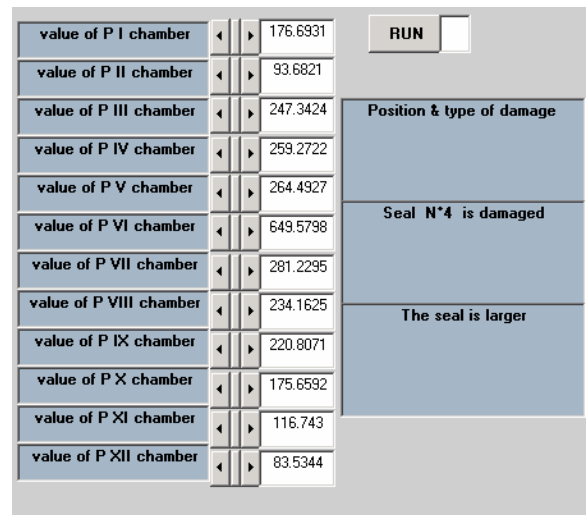 value of P I chamber 176.6931 RUN
value of P II chamber 93.6821
value of P III chamber 247.3424 Position & type of damage
value of P IV chamber 259.2722
value of P V chamber 264.4927
value of P VI chamber 649.5798 Seal N*4 is damaged
value of P VII chamber 281.2295
value of P VIII chamber 234.1625 The seal is larger
value of P IX chamber 220.8071
value of P X chamber 175.6592
value of P XI chamber 116.743
value of P XII chamber 83.5344